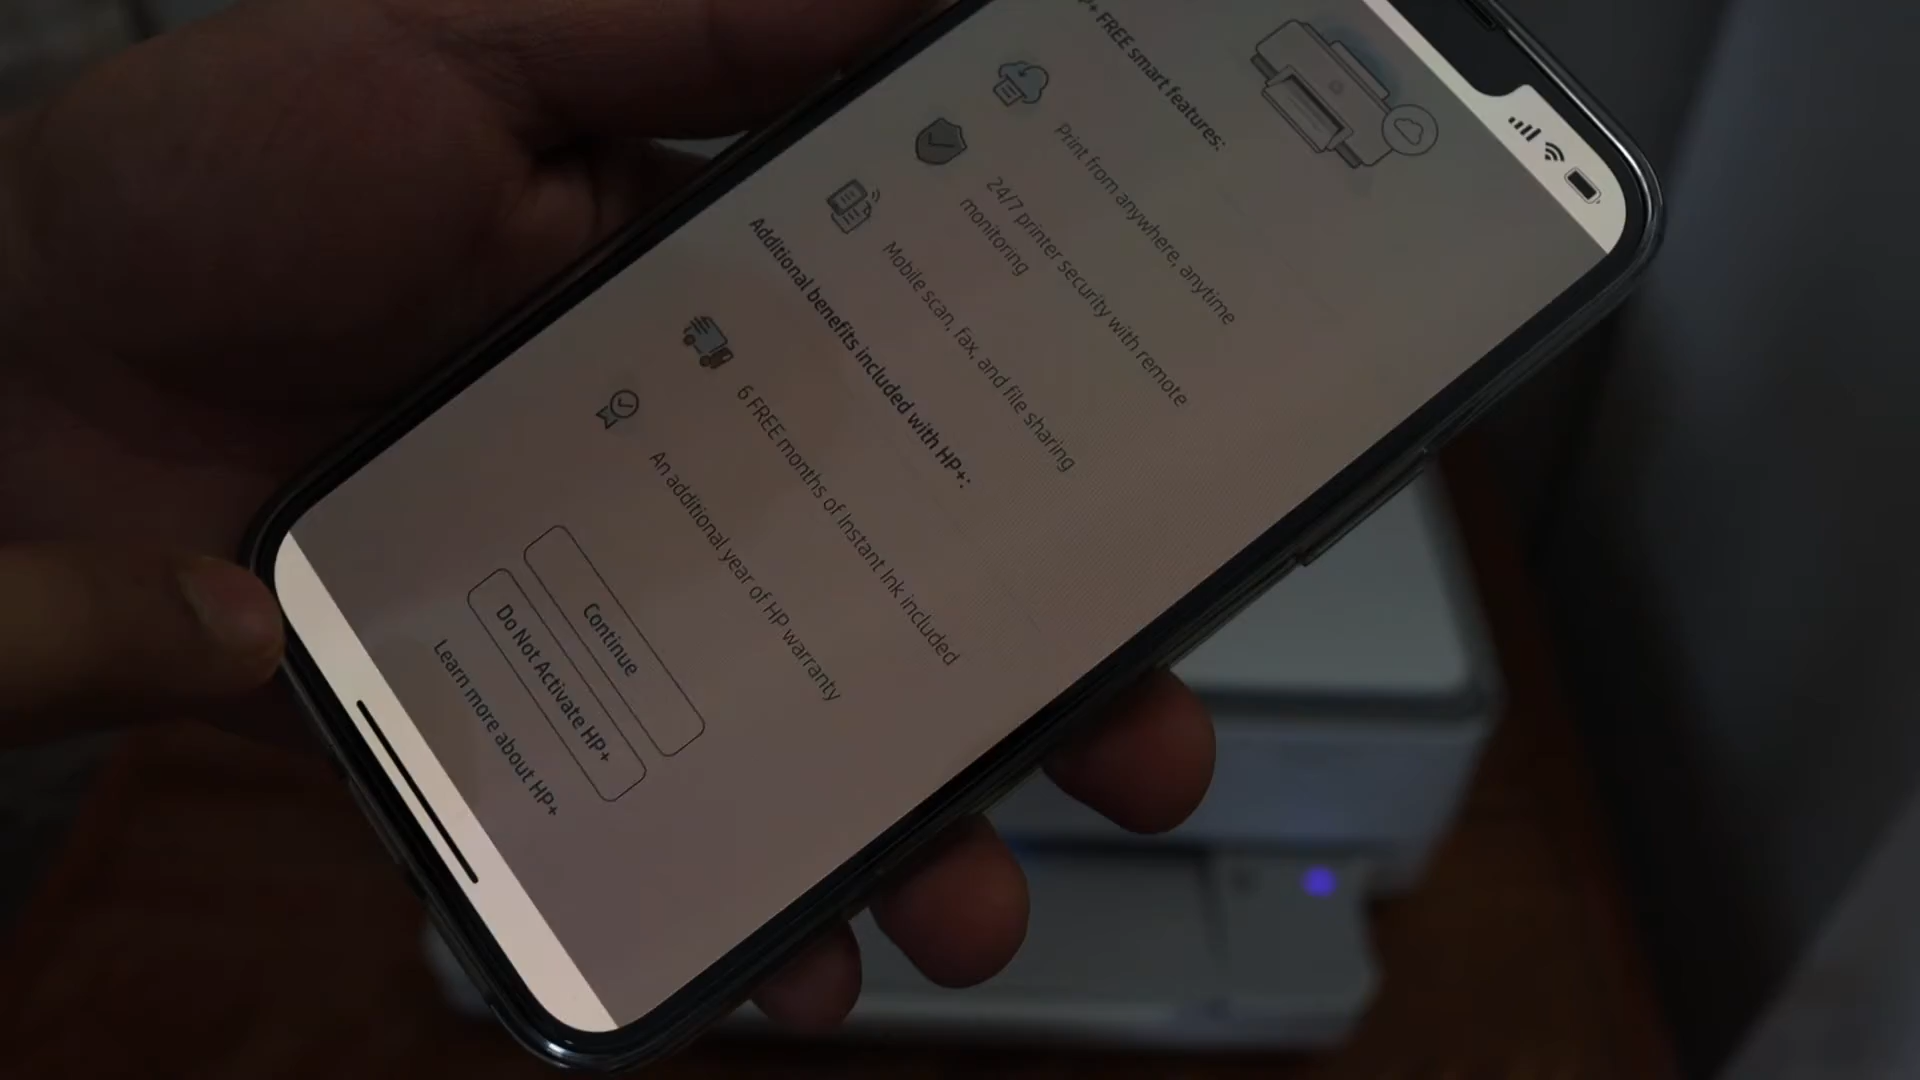 FREE smart features:
Print from anywhere, anytime
24/7 printer security with remote
monitoring
Mobile scan, fax, and file sharing
Additional benefits included with HP+:
6 FREE months of Instant Ink included
An additional year of HP warranty
Continue
Do Not Activate HP+
Learn more about HP+